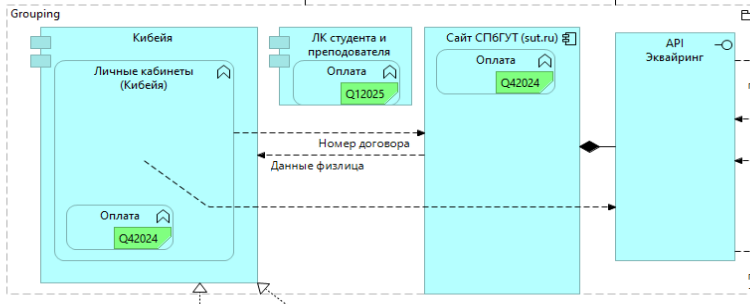 Grouping
Кибейя
Личные кабинеты
(Кибейя)
Оплата
Q42024
ЛК студента и
преподователя
Оплата
Q12025
Номер договора
Данные физлица
Сайт СПбГУТ (sut.ru)
Оплата
Q42024
API
Эквайринг